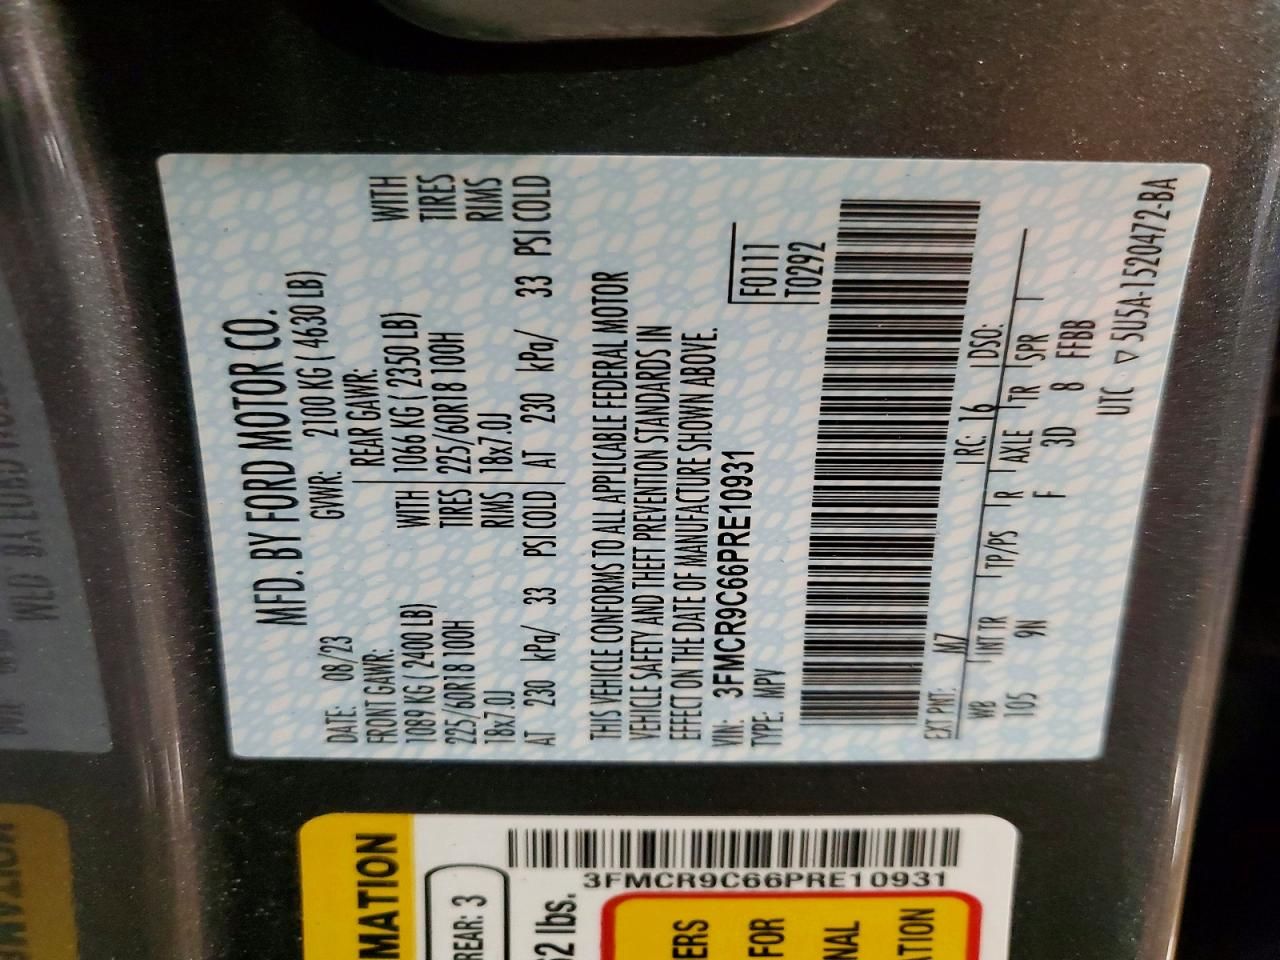 MFD. BY FORD MOTOR CO.
DATE: 08/23 GVWR: 2100 KG ( 4630 LB)
FRONT GAWR: REAR GAWR:
1089 KG ( 2400 LB) WITH 1066 KG ( 2350 LB) WITH
225/60R18 100H TIRES 225/60R18 100H TIRES
18x7.0J RIMS 18x7.0J RIMS
AT 230 kPa/ 33 PSI COLD AT 230 kPa/ 33 PSI COLD
THIS VEHICLE CONFORMS TO ALL APPLICABLE FEDERAL MOTOR
VEHICLE SAFETY AND THEFT PREVENTION STANDARDS IN
EFFECT ON THE DATE OF MANUFACTURE SHOWN ABOVE.
VIN: 3FMCR9C66PRE10931 F0111
TYPE: MPV T0292
EXT PNT: M7 RC: 16 DSO:
WB INT TR TP/PS R AXLE TR SPR
105 9N F 3D 8 FFBB
UTC ▽ 5U5A-1520472-BA
MATION
REAR: 3
62 lbs.
3FMCR9C66PRE10931
ERS
FOR
NAL
ATION